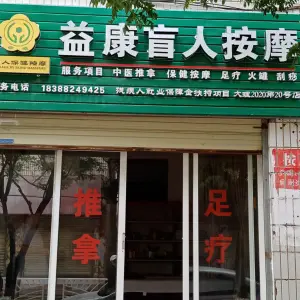 益康盲人按摩
人保健按摩
服务项目 中医推拿 保健按摩 足疗 火罐 刮痧
务电话 18388249425 残疾人就业保障金扶持项目 大理2020第20号店
推拿
足疗